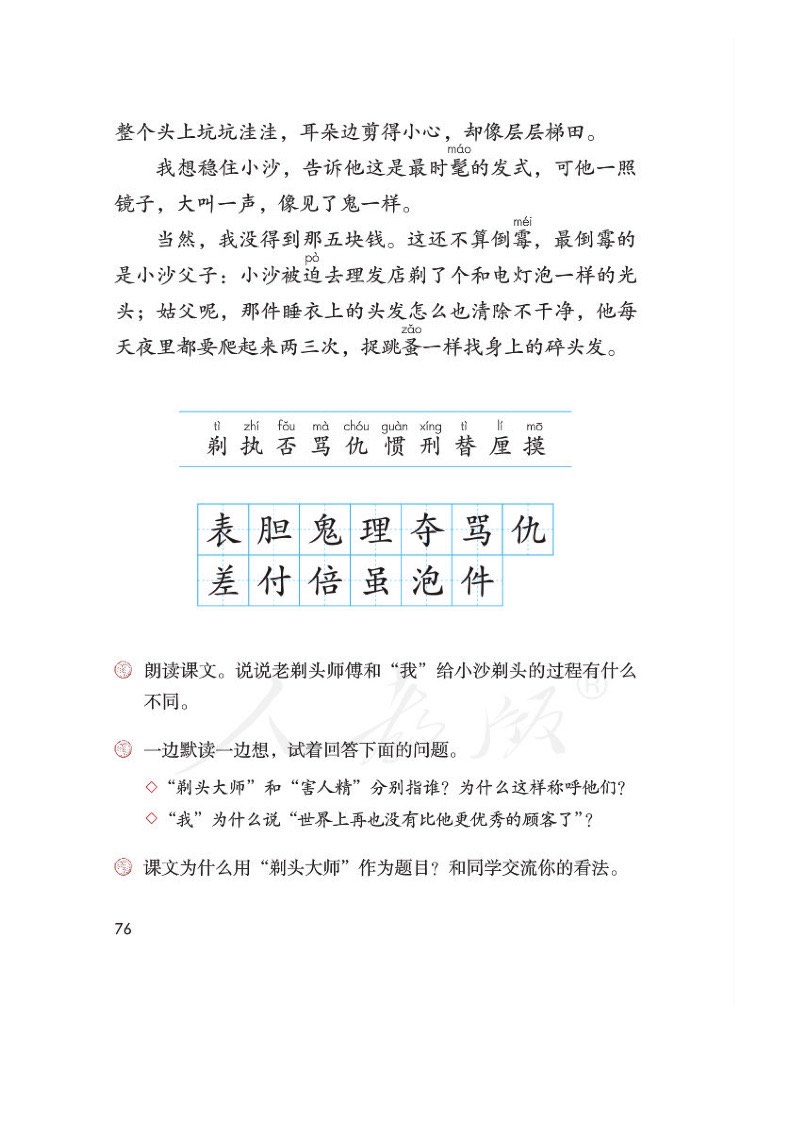 整个头上坑坑洼洼，耳朵边剪得小心，却像层层梯田。
máo
我想稳住小沙，告诉他这是最时髦的发式，可他一照
镜子，大叫一声，像见了鬼一样。
méi
当然，我没得到那五块钱。这还不算倒霉，最倒霉的
pò
是小沙父子：小沙被迫去理发店剃了个和电灯泡一样的光
头；姑父呢，那件睡衣上的头发怎么也清除不干净，他每
zǎo
天夜里都要爬起来两三次，捉跳蚤一样找身上的碎头发。
tì zhí fǒu mà chóu guàn xíng tì lí mō
剃 执 否 骂 仇 惯 刑 替 厘 摸
表 胆 鬼 理 夺 骂 仇
差 付 倍 虽 泡 件
朗读课文。说说老剃头师傅和“我”给小沙剃头的过程有什么
不同。
一边默读一边想，试着回答下面的问题。
“剃头大师”和“害人精”分别指谁？为什么这样称呼他们？
“我”为什么说“世界上再也没有比他更优秀的顾客了”？
课文为什么用“剃头大师”作为题目？和同学交流你的看法。
人教版®
76